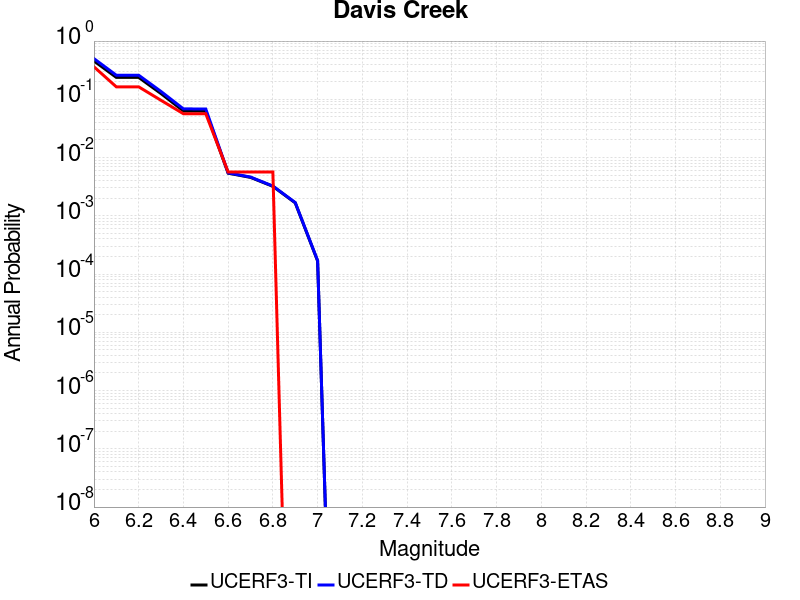 Davis Creek
Annual Probability
10^0
10^-1
10^-2
10^-3
10^-4
10^-5
10^-6
10^-7
10^-8
6 6.2 6.4 6.6 6.8 7 7.2 7.4 7.6 7.8 8 8.2 8.4 8.6 8.8 9
Magnitude
UCERF3-TI UCERF3-TD UCERF3-ETAS